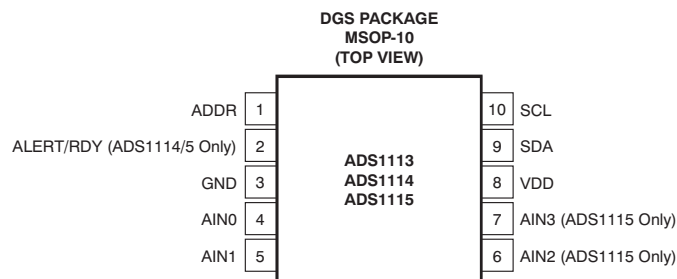 DGS PACKAGE
MSOP-10
(TOP VIEW)
ADDR 1
10 SCL
ALERT/RDY (ADS1114/5 Only) 2
9 SDA
ADS1113
ADS1114
ADS1115
GND 3
8 VDD
AIN0 4
7 AIN3 (ADS1115 Only)
AIN1 5
6 AIN2 (ADS1115 Only)